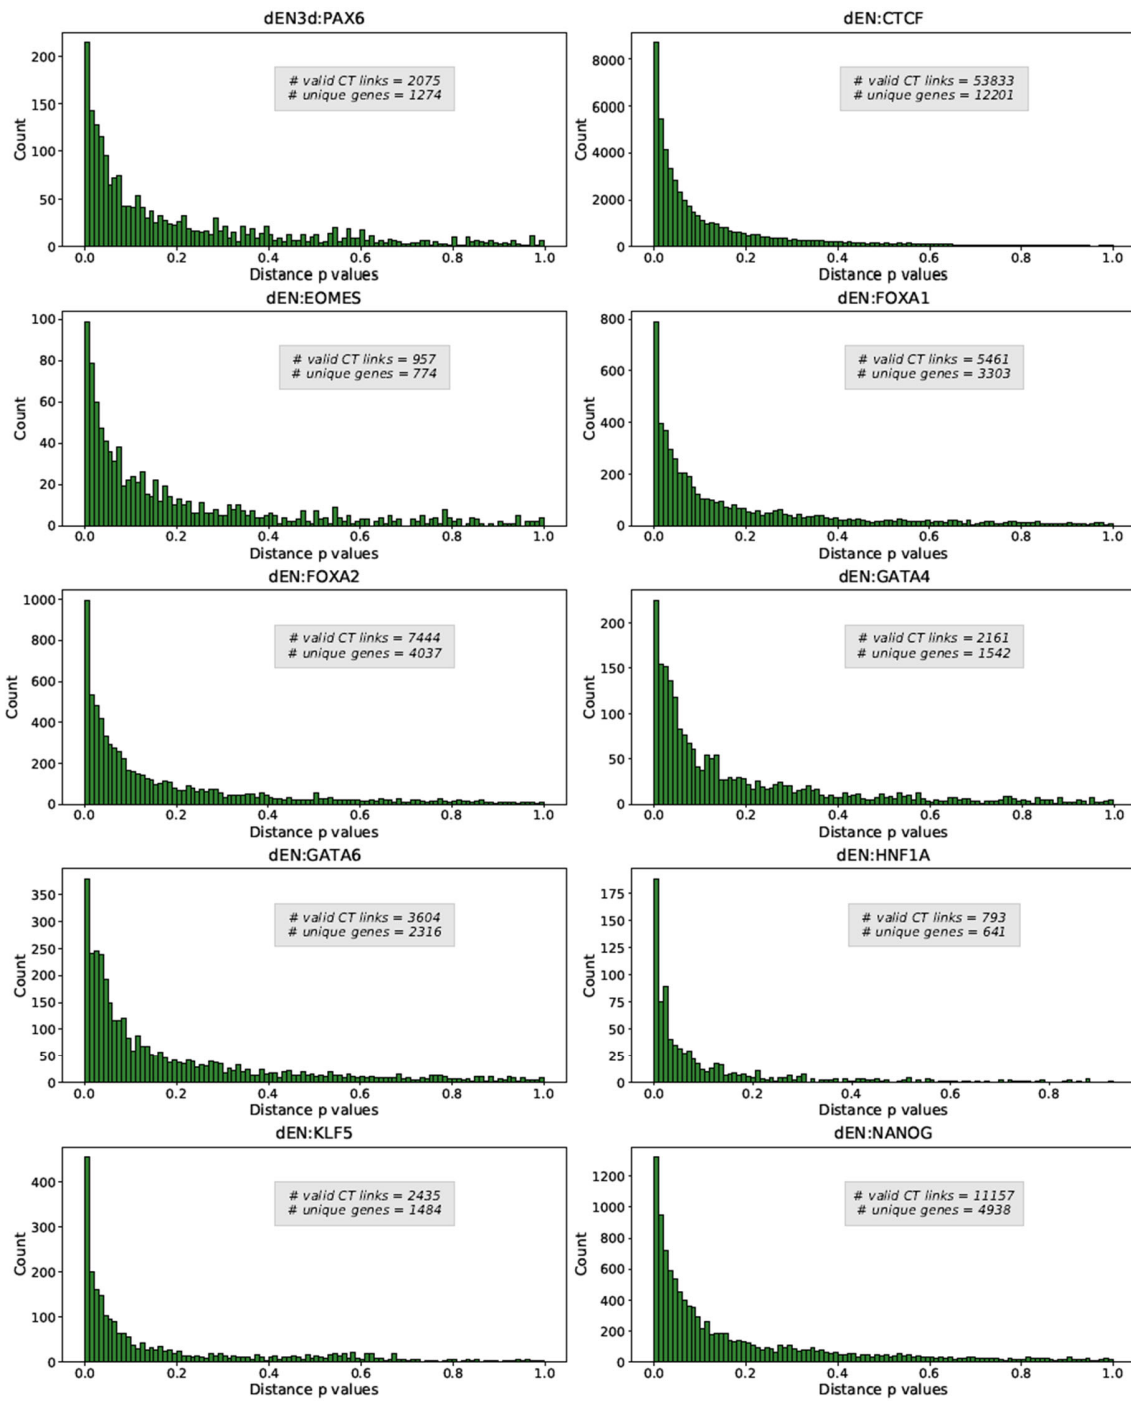 dEN3d:PAX6
200
150
100
50
0
Count
# valid CT links = 2075
# unique genes = 1274
0.0 0.2 0.4 0.6 0.8 1.0
Distance p values
dEN:CTCF
8000
6000
4000
2000
0
Count
# valid CT links = 53833
# unique genes = 12201
0.0 0.2 0.4 0.6 0.8 1.0
Distance p values
dEN:EOMES
100
80
60
40
20
0
Count
# valid CT links = 957
# unique genes = 774
0.0 0.2 0.4 0.6 0.8 1.0
Distance p values
dEN:FOXA1
800
600
400
200
0
Count
# valid CT links = 5461
# unique genes = 3303
0.0 0.2 0.4 0.6 0.8 1.0
Distance p values
dEN:FOXA2
1000
800
600
400
200
0
Count
# valid CT links = 7444
# unique genes = 4037
0.0 0.2 0.4 0.6 0.8 1.0
Distance p values
dEN:GATA4
200
150
100
50
0
Count
# valid CT links = 2161
# unique genes = 1542
0.0 0.2 0.4 0.6 0.8 1.0
Distance p values
dEN:GATA6
350
300
250
200
150
100
50
0
Count
# valid CT links = 3604
# unique genes = 2316
0.0 0.2 0.4 0.6 0.8 1.0
Distance p values
dEN:HNF1A
175
150
125
100
75
50
25
0
Count
# valid CT links = 793
# unique genes = 641
0.0 0.2 0.4 0.6 0.8
Distance p values
dEN:KLF5
400
300
200
100
0
Count
# valid CT links = 2435
# unique genes = 1484
0.0 0.2 0.4 0.6 0.8 1.0
Distance p values
dEN:NANOG
1200
1000
800
600
400
200
0
Count
# valid CT links = 11157
# unique genes = 4938
0.0 0.2 0.4 0.6 0.8 1.0
Distance p values